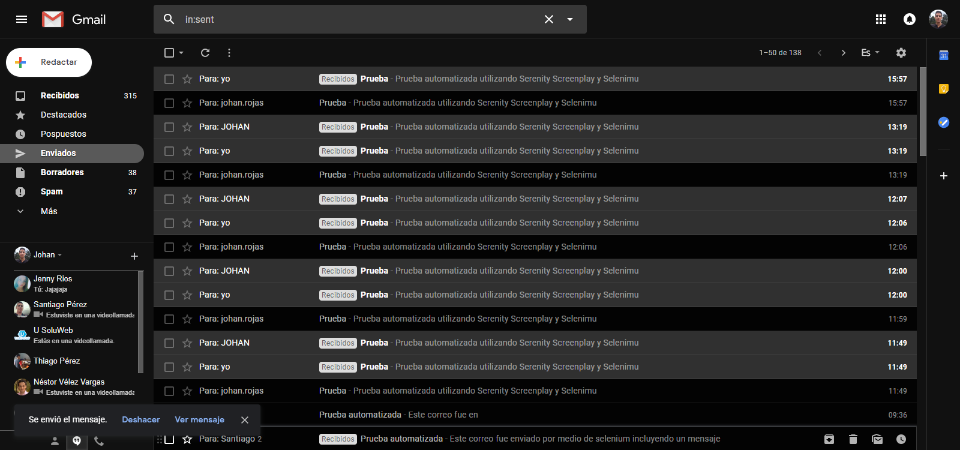 Gmail
in:sent
Redactar
1–50 de 138
Es
Recibidos 315
Destacados
Pospuestos
Enviados
Borradores 38
Spam 37
Más
Para: yo Recibidos Prueba - Prueba automatizada utilizando Serenity Screenplay y Selenimu 15:57
Para: johan.rojas Prueba - Prueba automatizada utilizando Serenity Screenplay y Selenimu 15:57
Para: JOHAN Recibidos Prueba - Prueba automatizada utilizando Serenity Screenplay y Selenimu 13:19
Para: yo Recibidos Prueba - Prueba automatizada utilizando Serenity Screenplay y Selenimu 13:19
Para: johan.rojas Prueba - Prueba automatizada utilizando Serenity Screenplay y Selenimu 13:19
Para: JOHAN Recibidos Prueba - Prueba automatizada utilizando Serenity Screenplay y Selenimu 12:07
Para: yo Recibidos Prueba - Prueba automatizada utilizando Serenity Screenplay y Selenimu 12:06
Para: johan.rojas Prueba - Prueba automatizada utilizando Serenity Screenplay y Selenimu 12:06
Para: JOHAN Recibidos Prueba - Prueba automatizada utilizando Serenity Screenplay y Selenimu 12:00
Para: yo Recibidos Prueba - Prueba automatizada utilizando Serenity Screenplay y Selenimu 12:00
Para: johan.rojas Prueba - Prueba automatizada utilizando Serenity Screenplay y Selenimu 11:59
Para: JOHAN Recibidos Prueba - Prueba automatizada utilizando Serenity Screenplay y Selenimu 11:49
Para: yo Recibidos Prueba - Prueba automatizada utilizando Serenity Screenplay y Selenimu 11:49
Para: johan.rojas Prueba - Prueba automatizada utilizando Serenity Screenplay y Selenimu 11:49
Prueba automatizada - Este correo fue en 09:36
Para: Santiago 2 Recibidos Prueba automatizada - Este correo fue enviado por medio de selenium incluyendo un mensaje
Johan
Jenny Rios
Tú: Jajajaja
Santiago Pérez
Estuviste en una videollamada
U SoluWeb
Estás en una videollamada.
Thiago Pérez
Néstor Vélez Vargas
Estuviste en una videollamada
Se envió el mensaje. Deshacer Ver mensaje